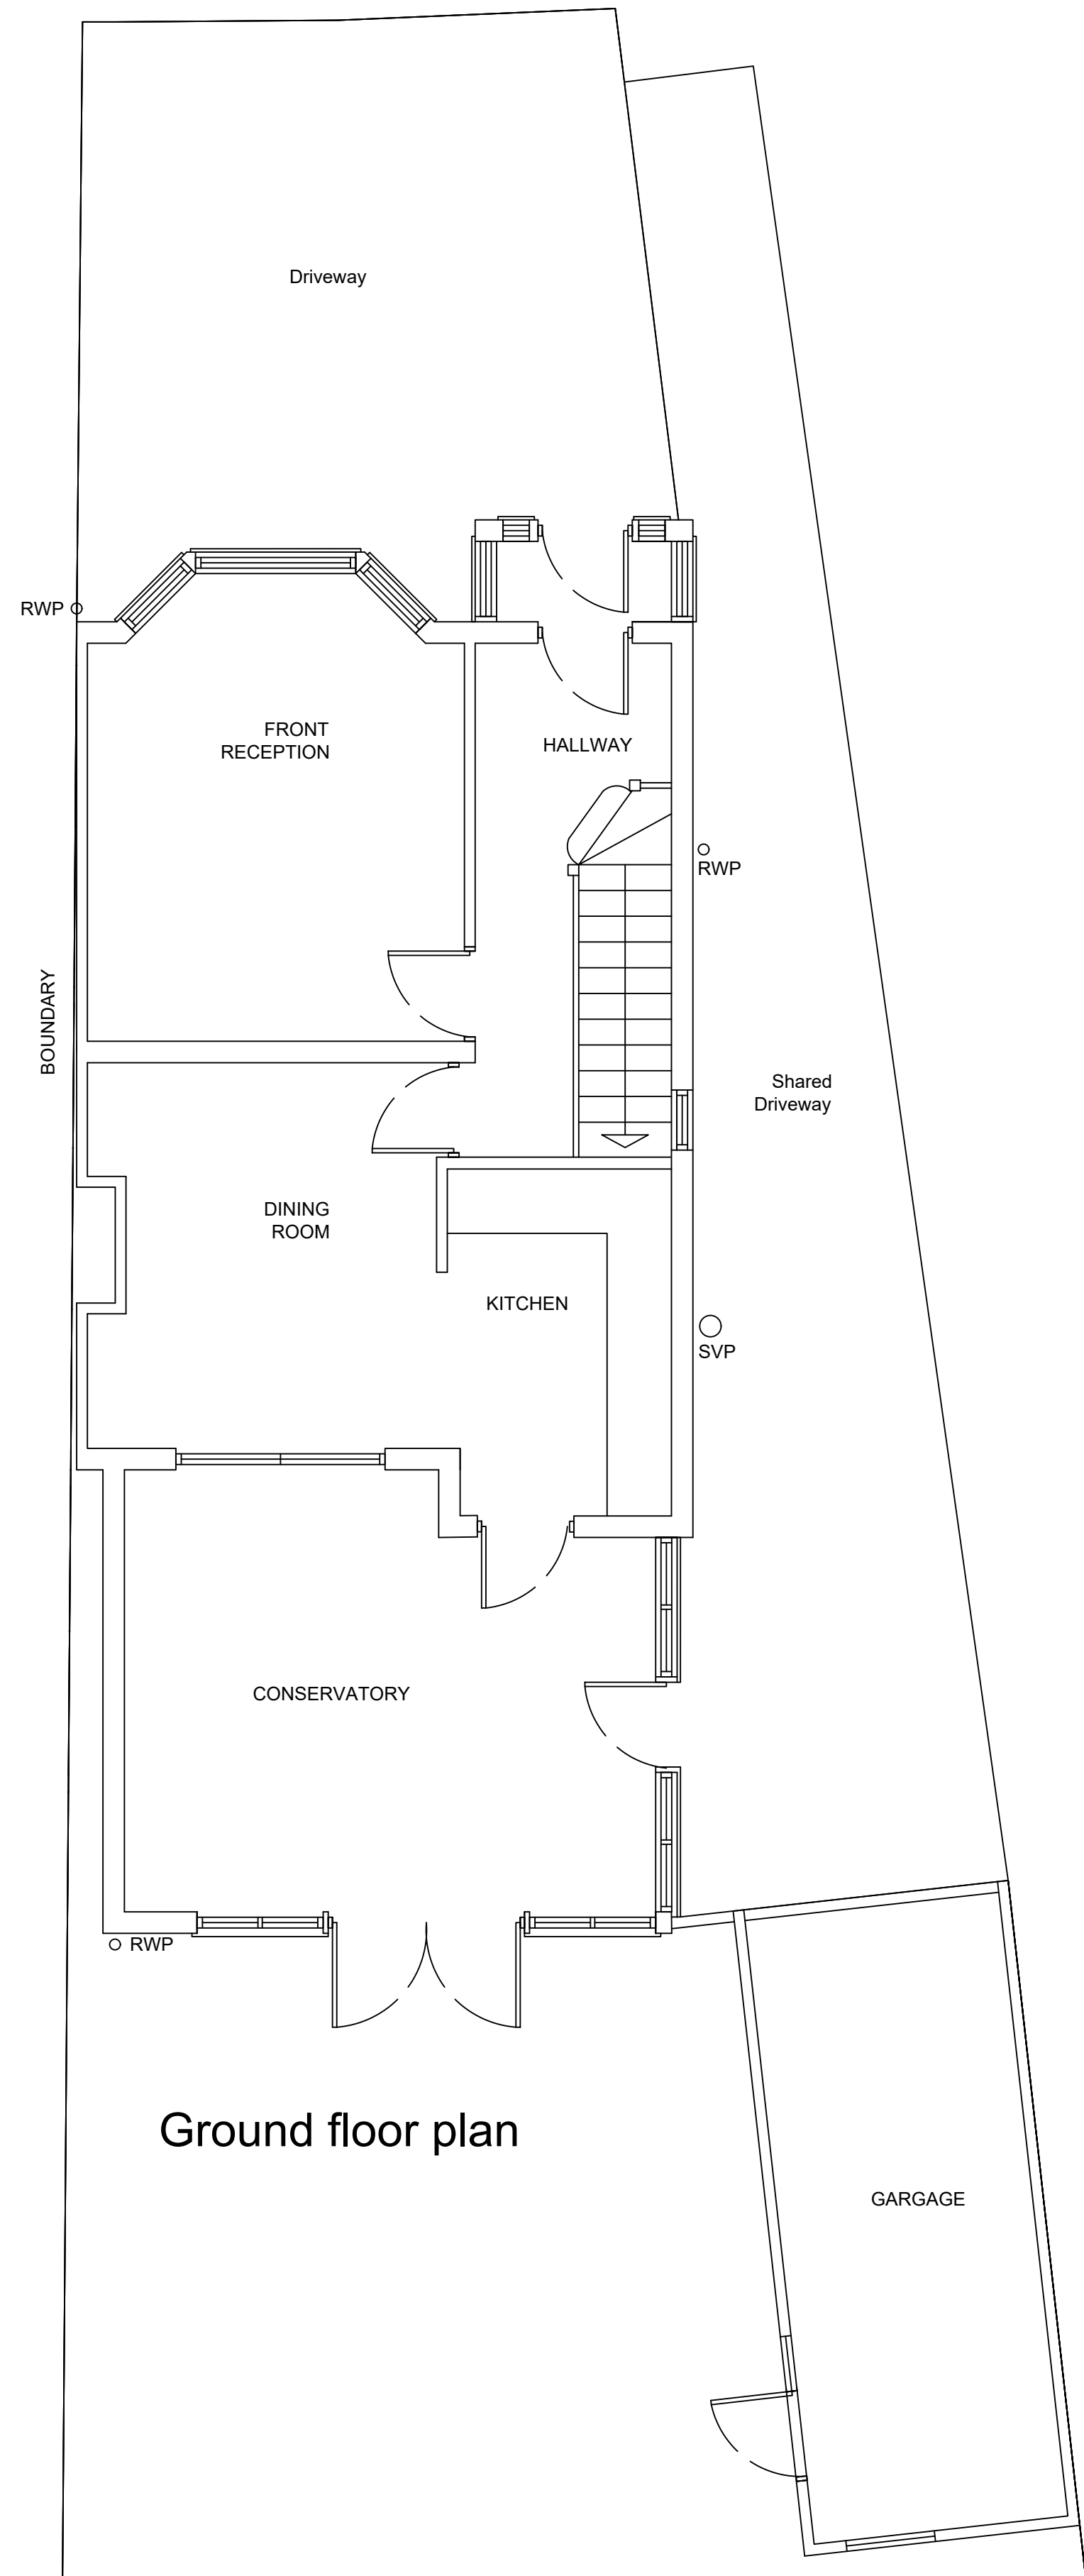 Driveway
RWP
FRONT
RECEPTION
HALLWAY
RWP
BOUNDARY
Shared
Driveway
DINING
ROOM
KITCHEN
SVP
CONSERVATORY
RWP
Ground floor plan
GARGAGE